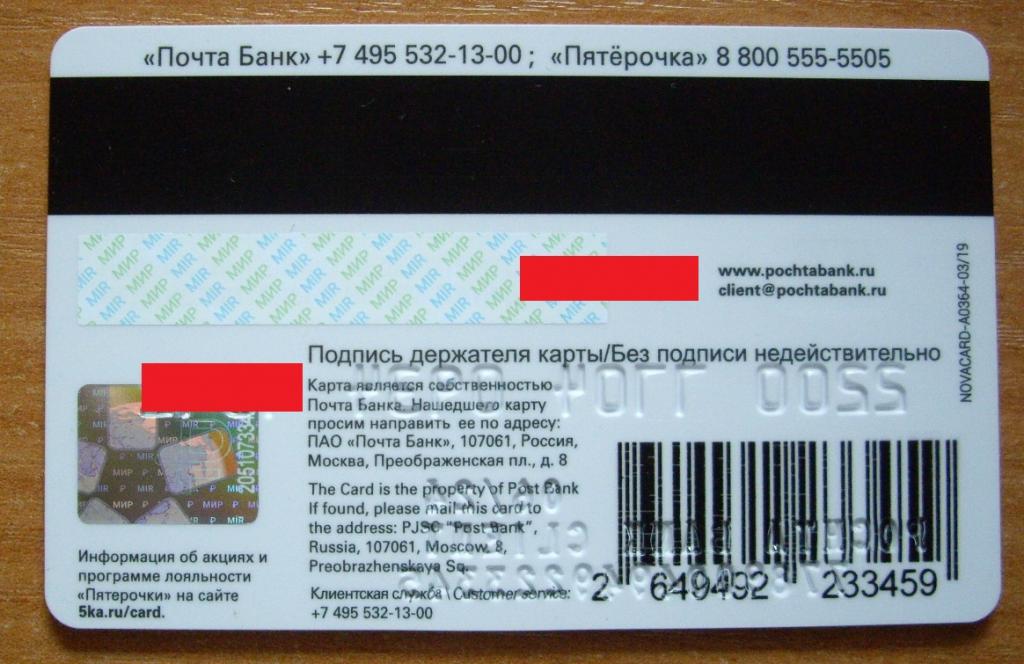 «Почта Банк» +7 495 532-13-00 ; «Пятёрочка» 8 800 555-5505
www.pochtabank.ru
client@pochtabank.ru
NOVACARD-A0364-03/19
Подпись держателя карты/Без подписи недействительно
Карта является собственностью
Почта Банка. Нашедшего карту
просим направить ее по адресу:
ПАО «Почта Банк», 107061, Россия,
Москва, Преображенская пл., д. 8
The Card is the property of Post Bank
If found, please mail this card to
the address: PJSC "Post Bank",
Russia, 107061, Moscow, 8,
Preobrazhenskaya Sq.
Клиентская служба \ Customer service:
+7 495 532-13-00
Информация об акциях и
программе лояльности
«Пятерочки» на сайте
5ka.ru/card.
2 649492 233459